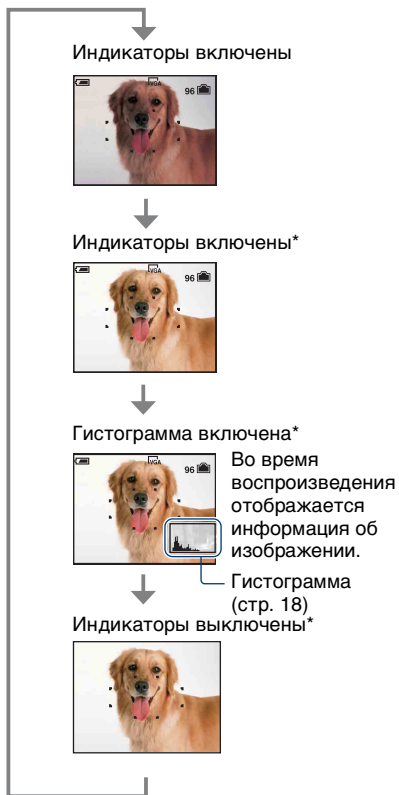 Индикаторы включены
VGA
96
Индикаторы включены*
VGA
96
Гистограмма включена*
VGA
96
Во время
воспроизведения
отображается
информация об
изображении.
Гистограмма
(стр. 18)
Индикаторы выключены*